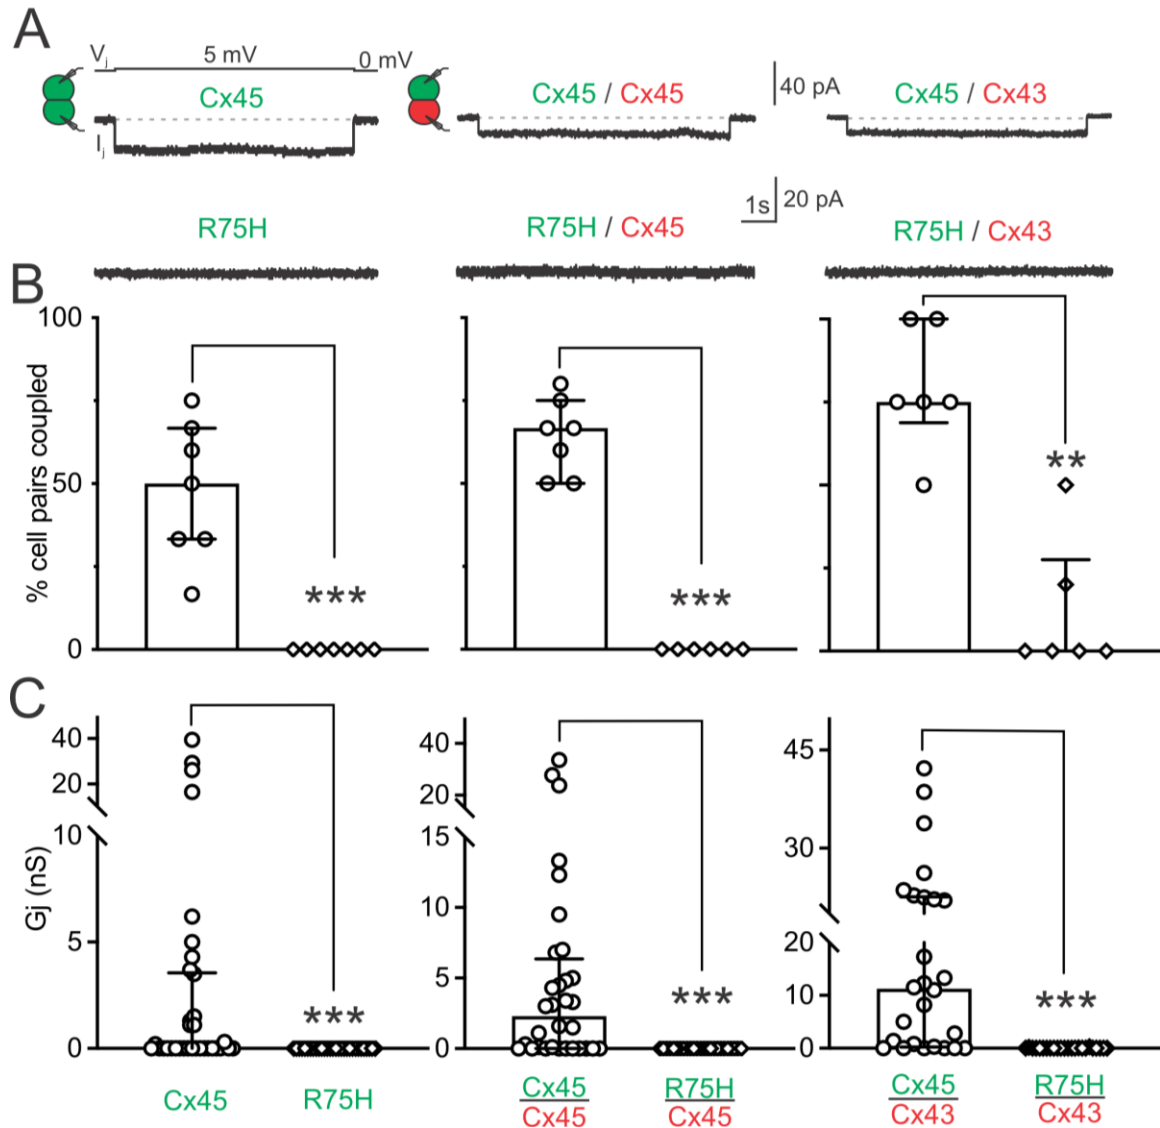 A
Vj 5 mV 0 mV
Cx45
Cx45 / Cx45
40 pA
Cx45 / Cx43
Ij
R75H
R75H / Cx45
1s 20 pA
R75H / Cx43
B
% cell pairs coupled
100
50
0
***
***
**
C
Gj (nS)
40
20
10
5
0
***
40
20
15
10
5
0
***
45
30
20
10
0
***
Cx45
R75H
Cx45
Cx45
R75H
Cx45
Cx45
Cx43
R75H
Cx43